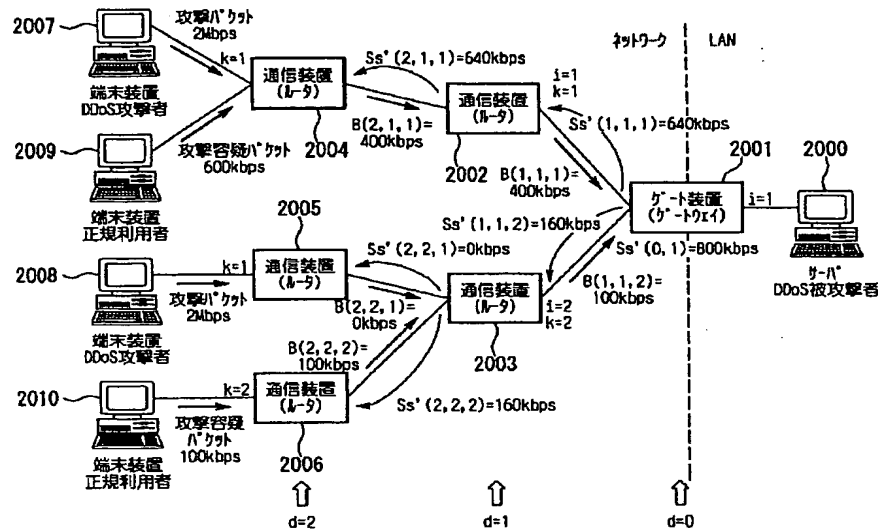 2007
攻撃パケット
2Mbps
k=1
端末装置
DDoS攻撃者
2009
攻撃容疑パケット
600kbps
端末装置
正規利用者
通信装置
(ルータ)
2004
Ss'(2,1,1)=640kbps
B(2,1,1)=
400kbps
通信装置
(ルータ)
2002
i=1
k=1
Ss'(1,1,1)=640kbps
B(1,1,1)=
400kbps
ネットワーク
LAN
2001
ゲート装置
(ゲートウェイ)
2000
i=1
サーバ
DDoS被攻撃者
Ss'(0,1)=800kbps
Ss'(1,1,2)=160kbps
B(1,1,2)=
100kbps
2005
通信装置
(ルータ)
Ss'(2,2,1)=0kbps
B(2,2,1)=
0kbps
2008
k=1
攻撃パケット
2Mbps
端末装置
DDoS攻撃者
通信装置
(ルータ)
i=2
k=2
2003
B(2,2,2)=
100kbps
Ss'(2,2,2)=160kbps
2010
k=2
攻撃容疑
パケット
100kbps
端末装置
正規利用者
通信装置
(ルータ)
2006
d=2
d=1
d=0